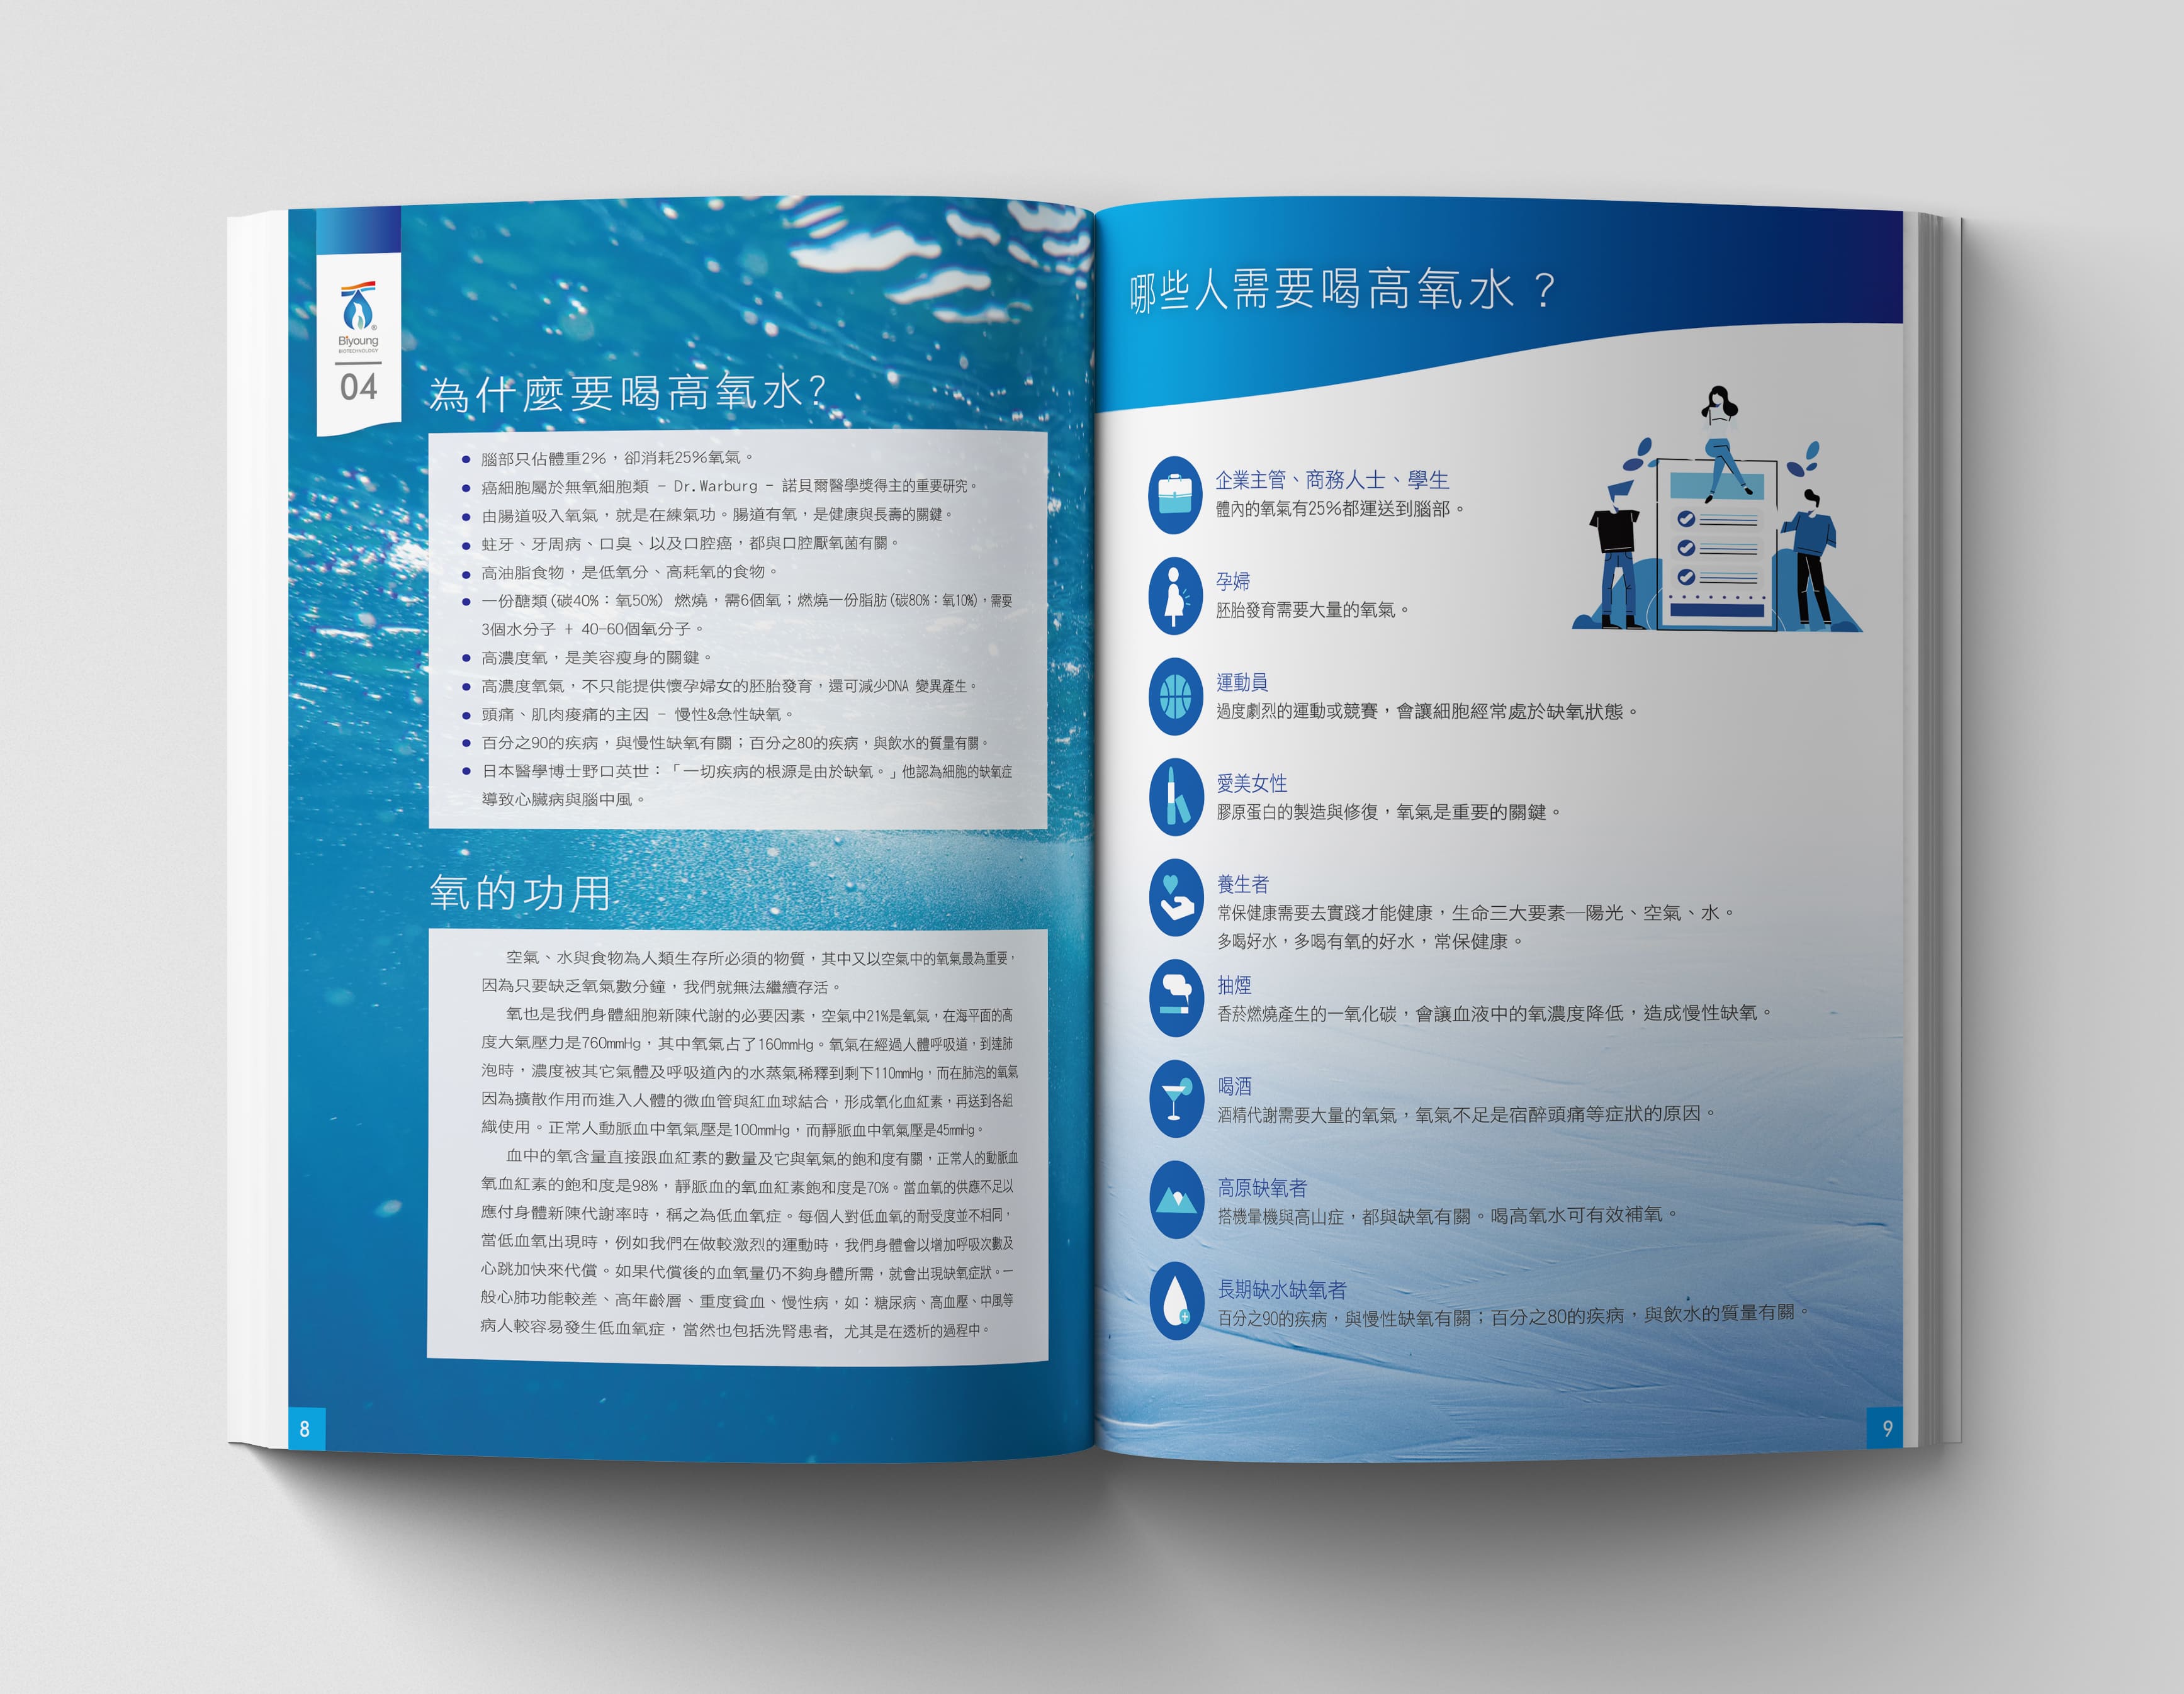 BIyoung
BIOTECHNOLOGY
04
為什麼要喝高氧水?
腦部只佔體重2%，卻消耗25%氧氣。
癌細胞屬於無氧細胞類 - Dr.Warburg - 諾貝爾醫學獎得主的重要研究。
由腸道吸入氧氣，就是在練氣功。腸道有氧，是健康與長壽的關鍵。
蛀牙、牙周病、口臭、以及口腔癌，都與口腔厭氧菌有關。
高油脂食物，是低氧分、高耗氧的食物。
一份醣類(碳40%：氧50%) 燃燒，需6個氧；燃燒一份脂肪(碳80%：氧10%)，需要
3個水分子 + 40-60個氧分子。
高濃度氧，是美容瘦身的關鍵。
高濃度氧氣，不只能提供懷孕婦女的胚胎發育，還可減少DNA 變異產生。
頭痛、肌肉痠痛的主因 - 慢性&急性缺氧。
百分之90的疾病，與慢性缺氧有關；百分之80的疾病，與飲水的質量有關。
日本醫學博士野口英世：「一切疾病的根源是由於缺氧。」他認為細胞的缺氧症
導致心臟病與腦中風。
氧的功用
空氣、水與食物為人類生存所必須的物質，其中又以空氣中的氧氣最為重要，
因為只要缺乏氧氣數分鐘，我們就無法繼續存活。
氧也是我們身體細胞新陳代謝的必要因素，空氣中21%是氧氣，在海平面的高
度大氣壓力是760mmHg，其中氧氣占了160mmHg。氧氣在經過人體呼吸道，到達肺
泡時，濃度被其它氣體及呼吸道內的水蒸氣稀釋到剩下110mmHg，而在肺泡的氧氣
因為擴散作用而進入人體的微血管與紅血球結合，形成氧化血紅素，再送到各組
織使用。正常人動脈血中氧氣壓是100mmHg，而靜脈血中氧氣壓是45mmHg。
血中的氧含量直接跟血紅素的數量及它與氧氣的飽和度有關，正常人的動脈血
氧血紅素的飽和度是98%，靜脈血的氧血紅素飽和度是70%。當血氧的供應不足以
應付身體新陳代謝率時，稱之為低血氧症。每個人對低血氧的耐受度並不相同，
當低血氧出現時，例如我們在做較激烈的運動時，我們身體會以增加呼吸次數及
心跳加快來代償。如果代償後的血氧量仍不夠身體所需，就會出現缺氧症狀。一
般心肺功能較差、高年齡層、重度貧血、慢性病，如：糖尿病、高血壓、中風等
病人較容易發生低血氧症，當然也包括洗腎患者，尤其是在透析的過程中。
8
哪些人需要喝高氧水？
企業主管、商務人士、學生
體內的氧氣有25%都運送到腦部。
孕婦
胚胎發育需要大量的氧氣。
運動員
過度劇烈的運動或競賽，會讓細胞經常處於缺氧狀態。
愛美女性
膠原蛋白的製造與修復，氧氣是重要的關鍵。
養生者
常保健康需要去實踐才能健康，生命三大要素—陽光、空氣、水。
多喝好水，多喝有氧的好水，常保健康。
抽煙
香菸燃燒產生的一氧化碳，會讓血液中的氧濃度降低，造成慢性缺氧。
喝酒
酒精代謝需要大量的氧氣，氧氣不足是宿醉頭痛等症狀的原因。
高原缺氧者
搭機暈機與高山症，都與缺氧有關。喝高氧水可有效補氧。
長期缺水缺氧者
百分之90的疾病，與慢性缺氧有關；百分之80的疾病，與飲水的質量有關。
9